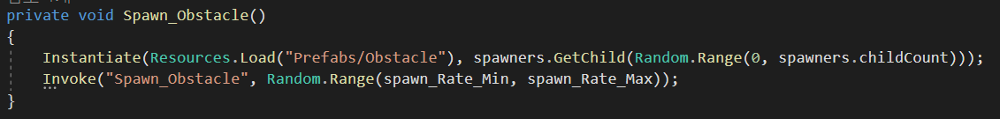 private void Spawn_Obstacle()
{
Instantiate(Resources.Load("Prefabs/Obstacle"), spawners.GetChild(Random.Range(0, spawners.childCount)));
Invoke("Spawn_Obstacle", Random.Range(spawn_Rate_Min, spawn_Rate_Max));
}